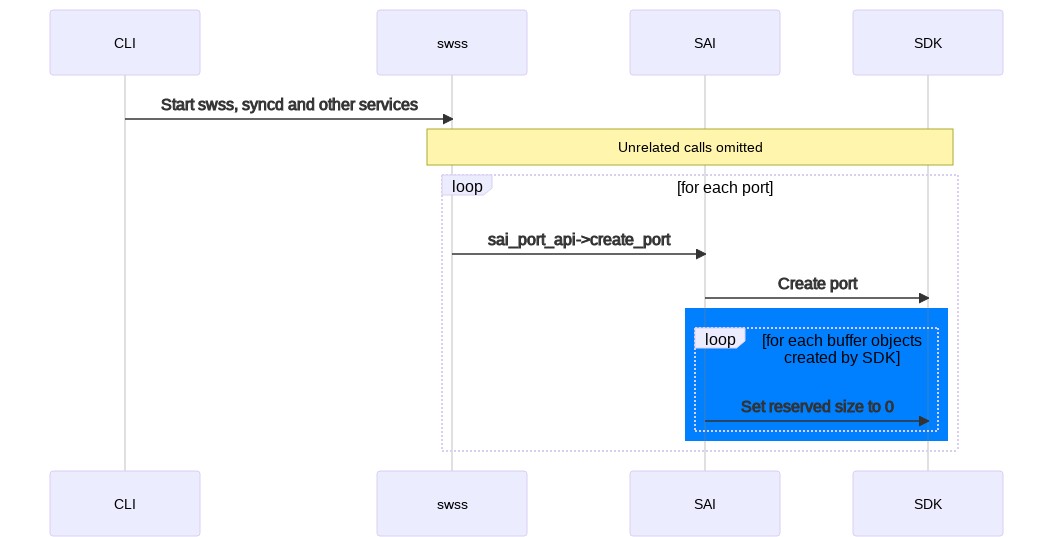 CLI
swss
SAI
SDK
Start swss, syncd and other services
Unrelated calls omitted
loop
[for each port]
sai_port_api->create_port
Create port
loop
[for each buffer objects
created by SDK]
Set reserved size to 0
CLI
swss
SAI
SDK